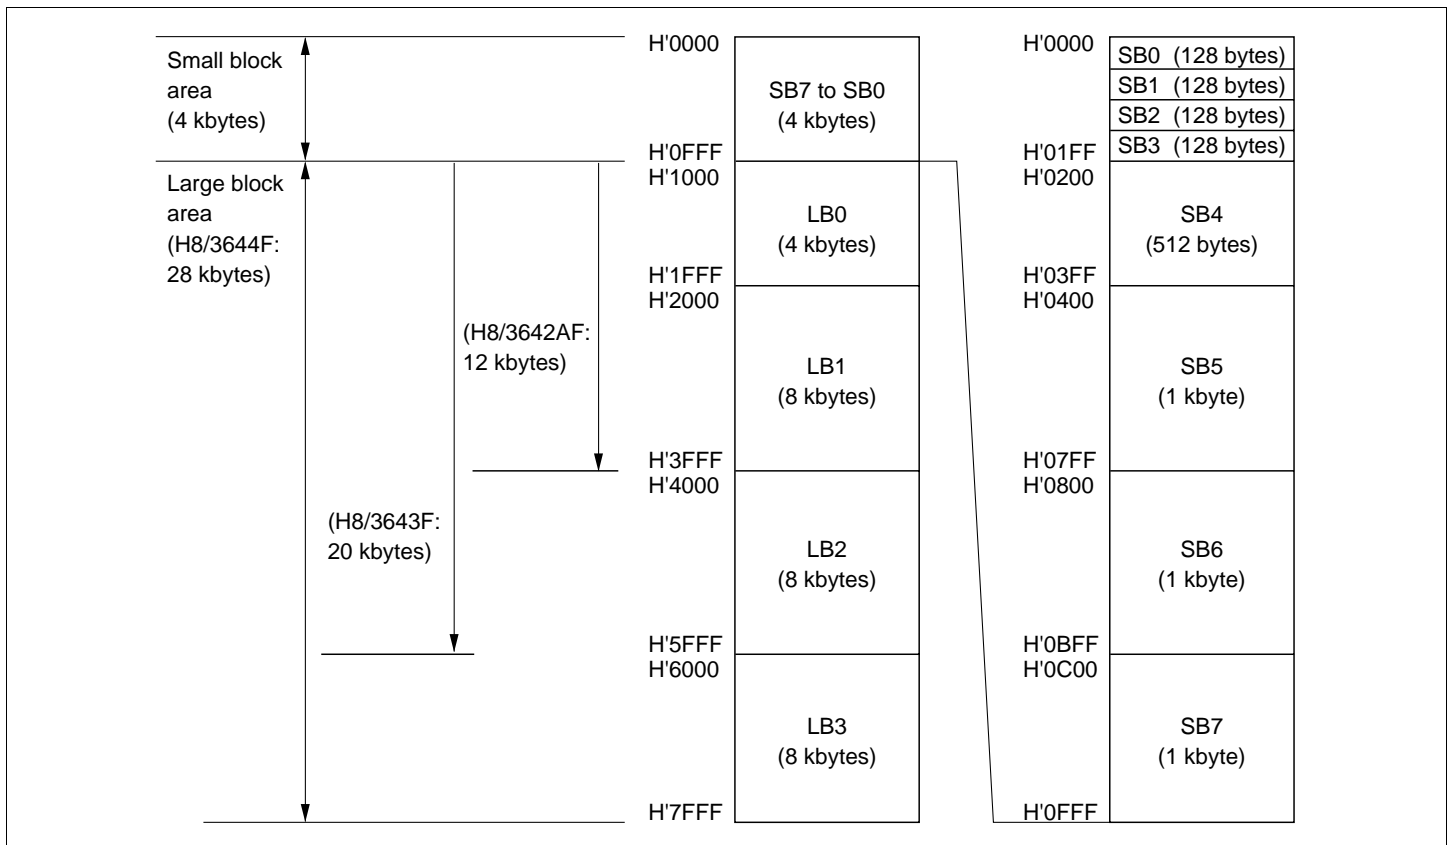 Small block
area
(4 kbytes)
Large block
area
(H8/3644F:
28 kbytes)
(H8/3642AF:
12 kbytes)
(H8/3643F:
20 kbytes)
H'0000
SB7 to SB0
(4 kbytes)
H'0FFF
H'1000
LB0
(4 kbytes)
H'1FFF
H'2000
LB1
(8 kbytes)
H'3FFF
H'4000
LB2
(8 kbytes)
H'5FFF
H'6000
LB3
(8 kbytes)
H'7FFF
H'0000
SB0 (128 bytes)
SB1 (128 bytes)
SB2 (128 bytes)
SB3 (128 bytes)
H'01FF
H'0200
SB4
(512 bytes)
H'03FF
H'0400
SB5
(1 kbyte)
H'07FF
H'0800
SB6
(1 kbyte)
H'0BFF
H'0C00
SB7
(1 kbyte)
H'0FFF